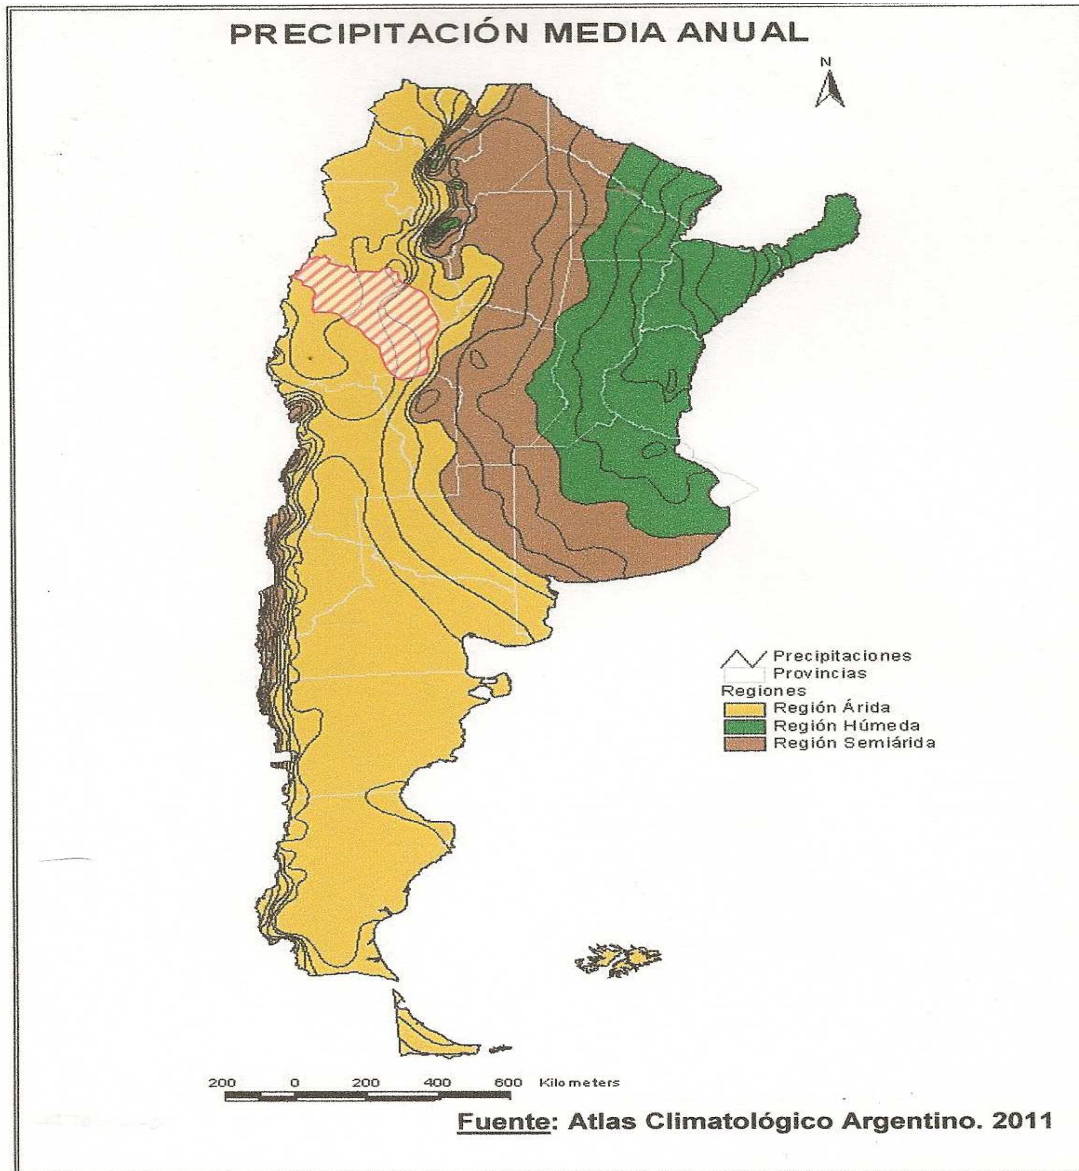 PRECIPITACIÓN MEDIA ANUAL
N
Precipitaciones
Provincias
Regiones
Región Árida
Región Húmeda
Región Semiárida
200 0 200 400 600 Kilometers
Fuente: Atlas Climatológico Argentino. 2011